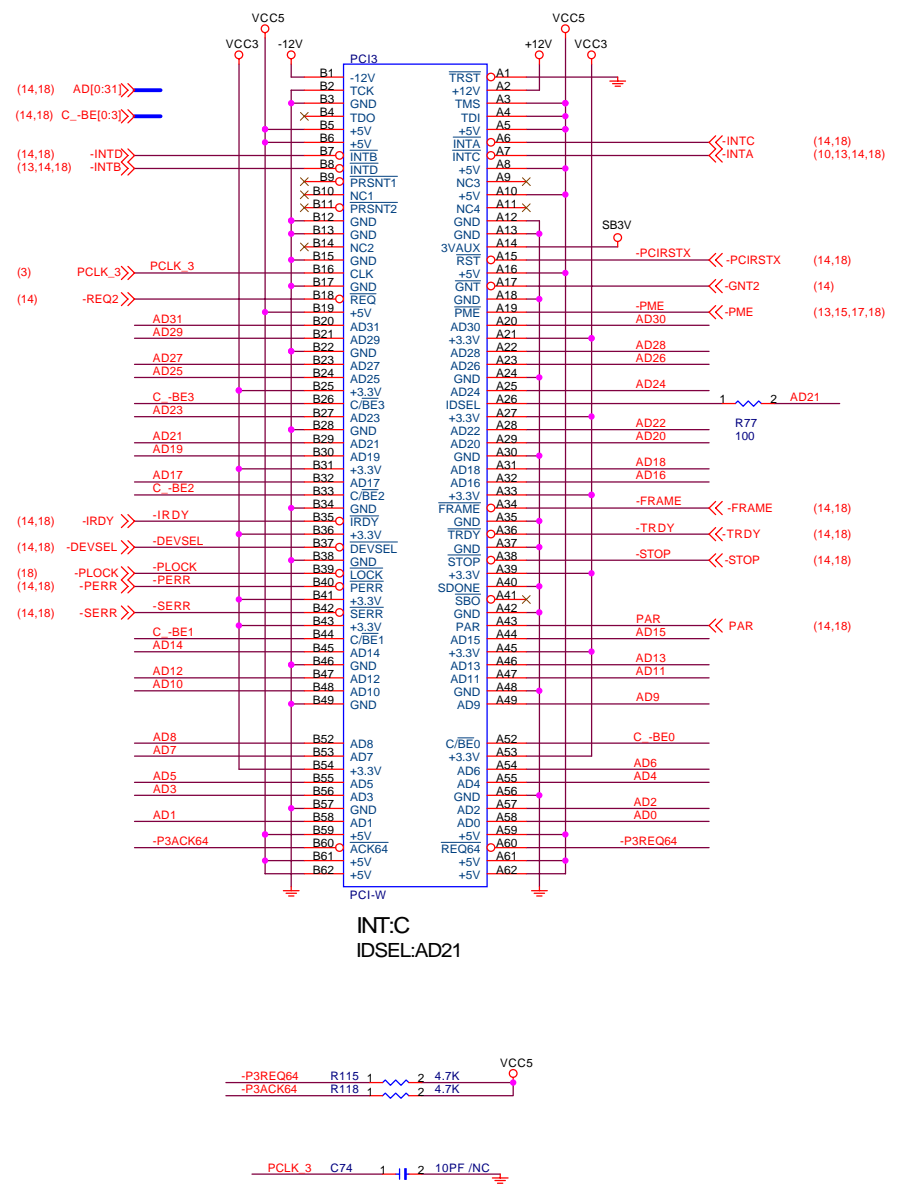 VCC5 VCC5
VCC3 -12V +12V VCC3
PCI3
B1 -12V TRST A1
B2 TCK +12V A2
(14,18) AD[0:31] B3 GND TMS A3
(14,18) C_-BE[0:3] B4 TDO TDI A4
B5 +5V +5V A5
B6 +5V INTA A6 -INTC (14,18)
(14,18) -INTD B7 INTB INTC A7 -INTA (10,13,14,18)
(13,14,18) -INTB B8 INTD +5V A8
B9 PRSNT1 NC3 A9
B10 NC1 +5V A10
B11 PRSNT2 NC4 A11
B12 GND GND A12
B13 GND GND A13 SB3V
B14 NC2 3VAUX A14
B15 GND RST A15 -PCIRSTX -PCIRSTX (14,18)
(3) PCLK_3 PCLK_3 B16 CLK +5V A16
B17 GND GNT A17 -GNT2 (14)
(14) -REQ2 B18 REQ GND A18
B19 +5V PME A19 -PME -PME (13,15,17,18)
AD31 B20 AD31 AD30 A20 AD30
AD29 B21 AD29 +3.3V A21
B22 GND AD28 A22 AD28
AD27 B23 AD27 AD26 A23 AD26
AD25 B24 AD25 GND A24
B25 +3.3V AD24 A25 AD24
C_-BE3 B26 C/BE3 IDSEL A26 1 2 AD21
R77
100
AD23 B27 AD23 +3.3V A27
B28 GND AD22 A28 AD22
AD21 B29 AD21 AD20 A29 AD20
AD19 B30 AD19 GND A30
B31 +3.3V AD18 A31 AD18
AD17 B32 AD17 AD16 A32 AD16
C_-BE2 B33 C/BE2 +3.3V A33
B34 GND FRAME A34 -FRAME -FRAME (14,18)
(14,18) -IRDY -IRDY B35 IRDY GND A35
B36 +3.3V TRDY A36 -TRDY -TRDY (14,18)
(14,18) -DEVSEL -DEVSEL B37 DEVSEL GND A37
B38 GND STOP A38 -STOP -STOP (14,18)
(18) -PLOCK -PLOCK B39 LOCK +3.3V A39
(14,18) -PERR -PERR B40 PERR SDONE A40
B41 +3.3V SBO A41
(14,18) -SERR -SERR B42 SERR GND A42
B43 +3.3V PAR A43 PAR PAR (14,18)
C_-BE1 B44 C/BE1 AD15 A44 AD15
AD14 B45 AD14 +3.3V A45
B46 GND AD13 A46 AD13
AD12 B47 AD12 AD11 A47 AD11
AD10 B48 AD10 GND A48
B49 GND AD9 A49 AD9
AD8 B52 AD8 C/BE0 A52 C_-BE0
AD7 B53 AD7 +3.3V A53
B54 +3.3V AD6 A54 AD6
AD5 B55 AD5 AD4 A55 AD4
AD3 B56 AD3 GND A56
B57 GND AD2 A57 AD2
AD1 B58 AD1 AD0 A58 AD0
B59 +5V +5V A59
-P3ACK64 B60 ACK64 REQ64 A60 -P3REQ64
B61 +5V +5V A61
B62 +5V +5V A62
PCI-W
INT:C
IDSEL:AD21
VCC5
-P3REQ64 R115 1 2 4.7K
-P3ACK64 R118 1 2 4.7K
PCLK_3 C74 1 2 10PF /NC